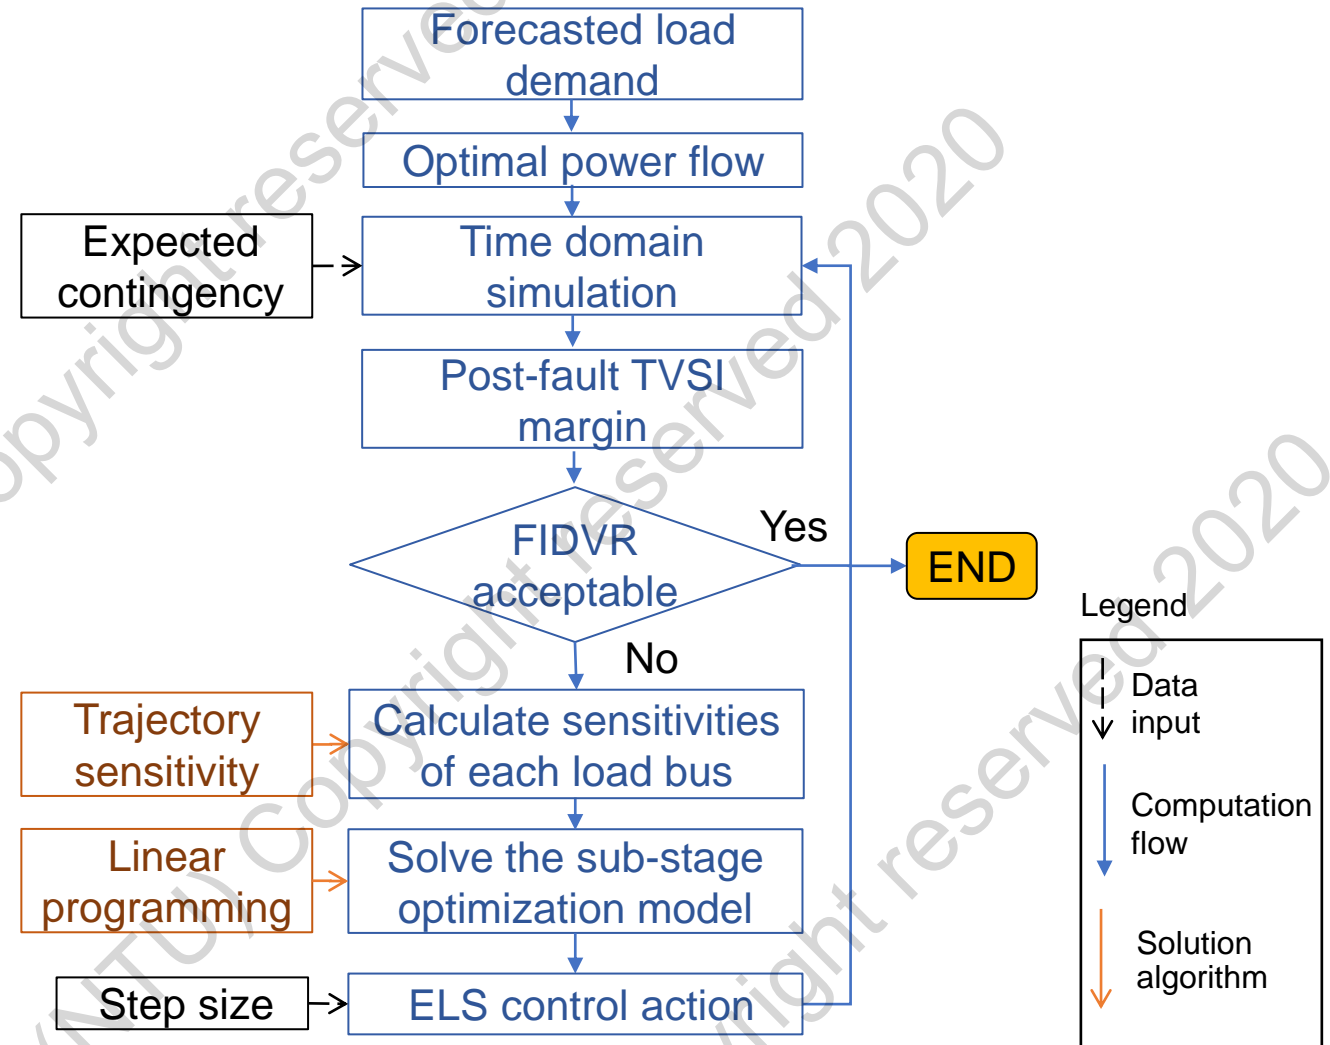 Forecasted load
demand
Optimal power flow
Expected
contingency
Time domain
simulation
Post-fault TVSI
margin
FIDVR
acceptable
Yes
END
No
Trajectory
sensitivity
Calculate sensitivities
of each load bus
Linear
programming
Solve the sub-stage
optimization model
Step size
ELS control action
Legend
Data
input
Computation
flow
Solution
algorithm
Copyright reserved
(NTU) Copyright reserved 2020
Copyright reserved 2020